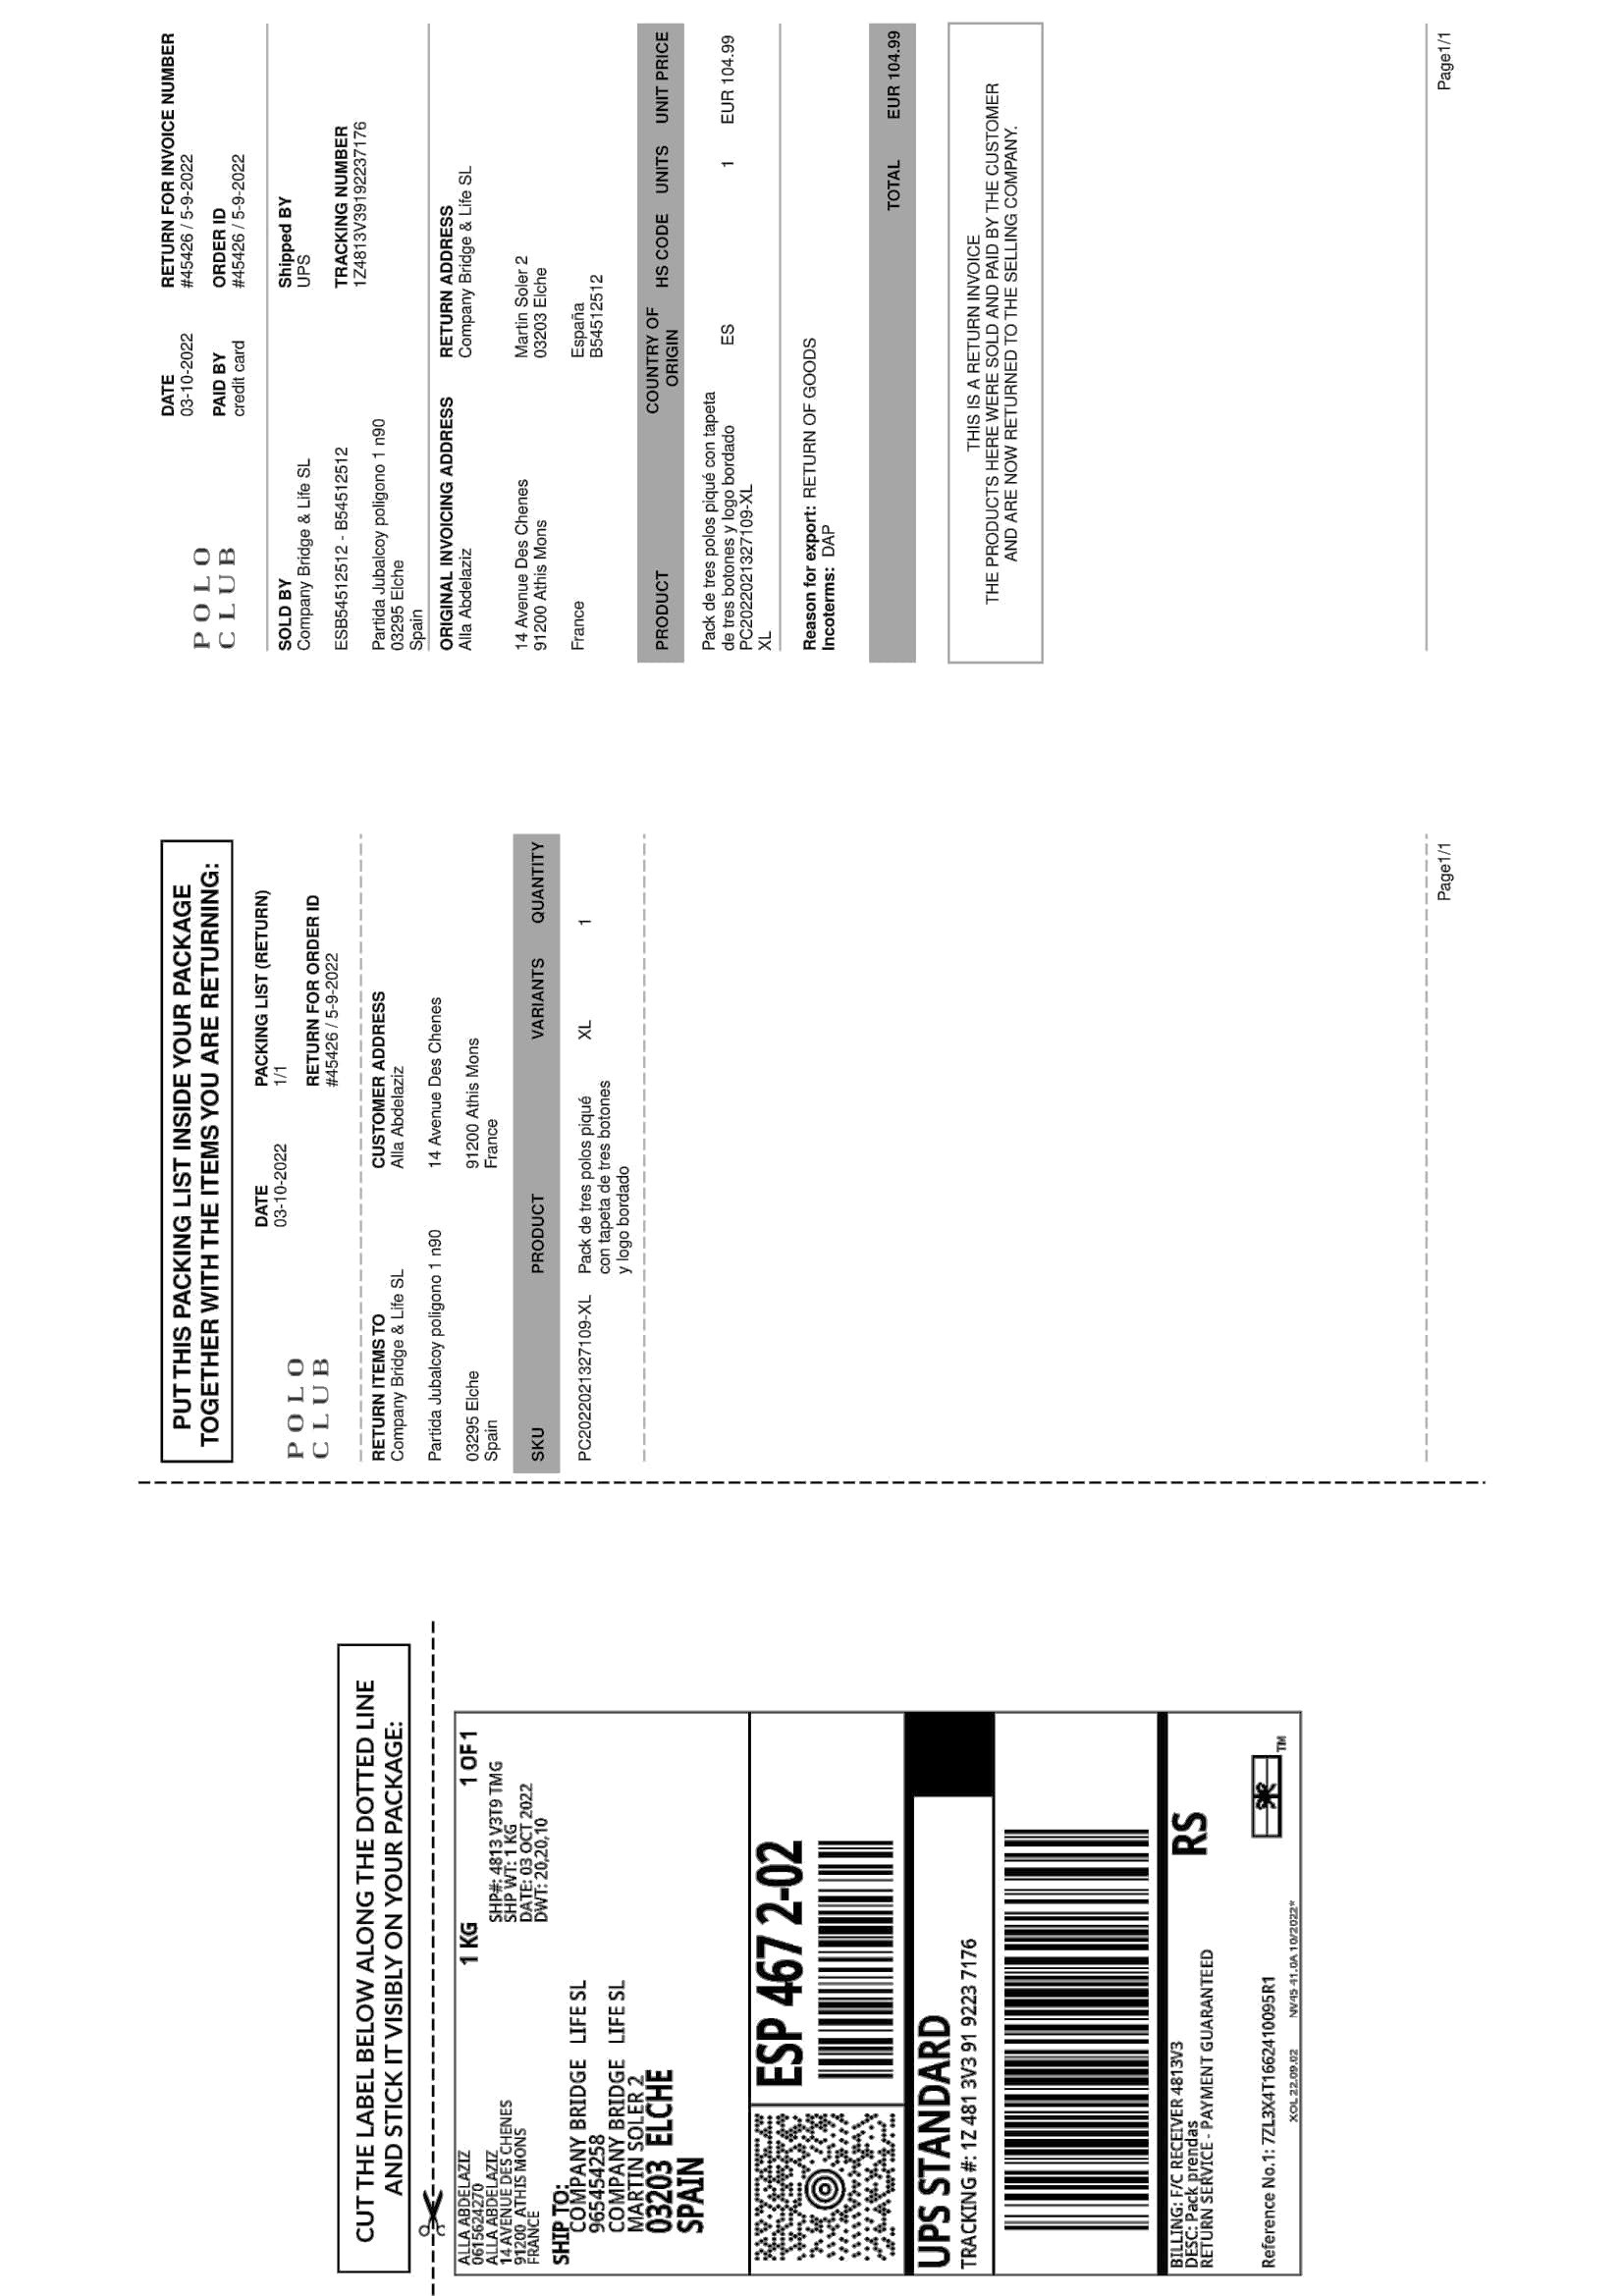 CUT THE LABEL BELOW ALONG THE DOTTED LINE
AND STICK IT VISIBLY ON YOUR PACKAGE:
ALLA ABDELAZIZ
0615624270
ALLA ABDELAZIZ
14 AVENUE DES CHENES
91200 ATHIS MONS
FRANCE
1 KG 1 OF 1
SHP#: 4813 V3T9 TMG
SHP WT: 1 KG
DATE: 03 OCT 2022
DWT: 20,20,10
SHIP TO:
COMPANY BRIDGE LIFE SL
965454258
COMPANY BRIDGE LIFE SL
MARTIN SOLER 2
03203 ELCHE
SPAIN
ESP 467 2-02
UPS STANDARD
TRACKING #: 1Z 481 3V3 91 9223 7176
BILLING: F/C RECEIVER 4813V3
DESC: Pack prendas
RETURN SERVICE - PAYMENT GUARANTEED
RS
Reference No.1: 7ZL3X4T1662410095R1
XOL 22.09.02 NV45 41.0A 10/2022*
TM
PUT THIS PACKING LIST INSIDE YOUR PACKAGE
TOGETHER WITH THE ITEMS YOU ARE RETURNING:
POLO
CLUB
DATE
03-10-2022
PACKING LIST (RETURN)
1/1
RETURN FOR ORDER ID
#45426 / 5-9-2022
RETURN ITEMS TO
Company Bridge & Life SL
Partida Jubalcoy poligono 1 n90
03295 Elche
Spain
CUSTOMER ADDRESS
Alla Abdelaziz
14 Avenue Des Chenes
91200 Athis Mons
France
SKU PRODUCT VARIANTS QUANTITY
PC2022021327109-XL Pack de tres polos piqué XL 1
con tapeta de tres botones
y logo bordado
Page1/1
POLO
CLUB
DATE
03-10-2022
PAID BY
credit card
RETURN FOR INVOICE NUMBER
#45426 / 5-9-2022
ORDER ID
#45426 / 5-9-2022
SOLD BY
Company Bridge & Life SL
ESB54512512 - B54512512
Partida Jubalcoy poligono 1 n90
03295 Elche
Spain
Shipped BY
UPS
TRACKING NUMBER
1Z4813V39192237176
ORIGINAL INVOICING ADDRESS
Alla Abdelaziz
14 Avenue Des Chenes
91200 Athis Mons
France
RETURN ADDRESS
Company Bridge & Life SL
Martin Soler 2
03203 Elche
España
B54512512
PRODUCT COUNTRY OF ORIGIN HS CODE UNITS UNIT PRICE
Pack de tres polos piqué con tapeta
de tres botones y logo bordado ES 1 EUR 104.99
PC2022021327109-XL
XL
Reason for export: RETURN OF GOODS
Incoterms: DAP
TOTAL EUR 104.99
THIS IS A RETURN INVOICE
THE PRODUCTS HERE WERE SOLD AND PAID BY THE CUSTOMER
AND ARE NOW RETURNED TO THE SELLING COMPANY.
Page1/1